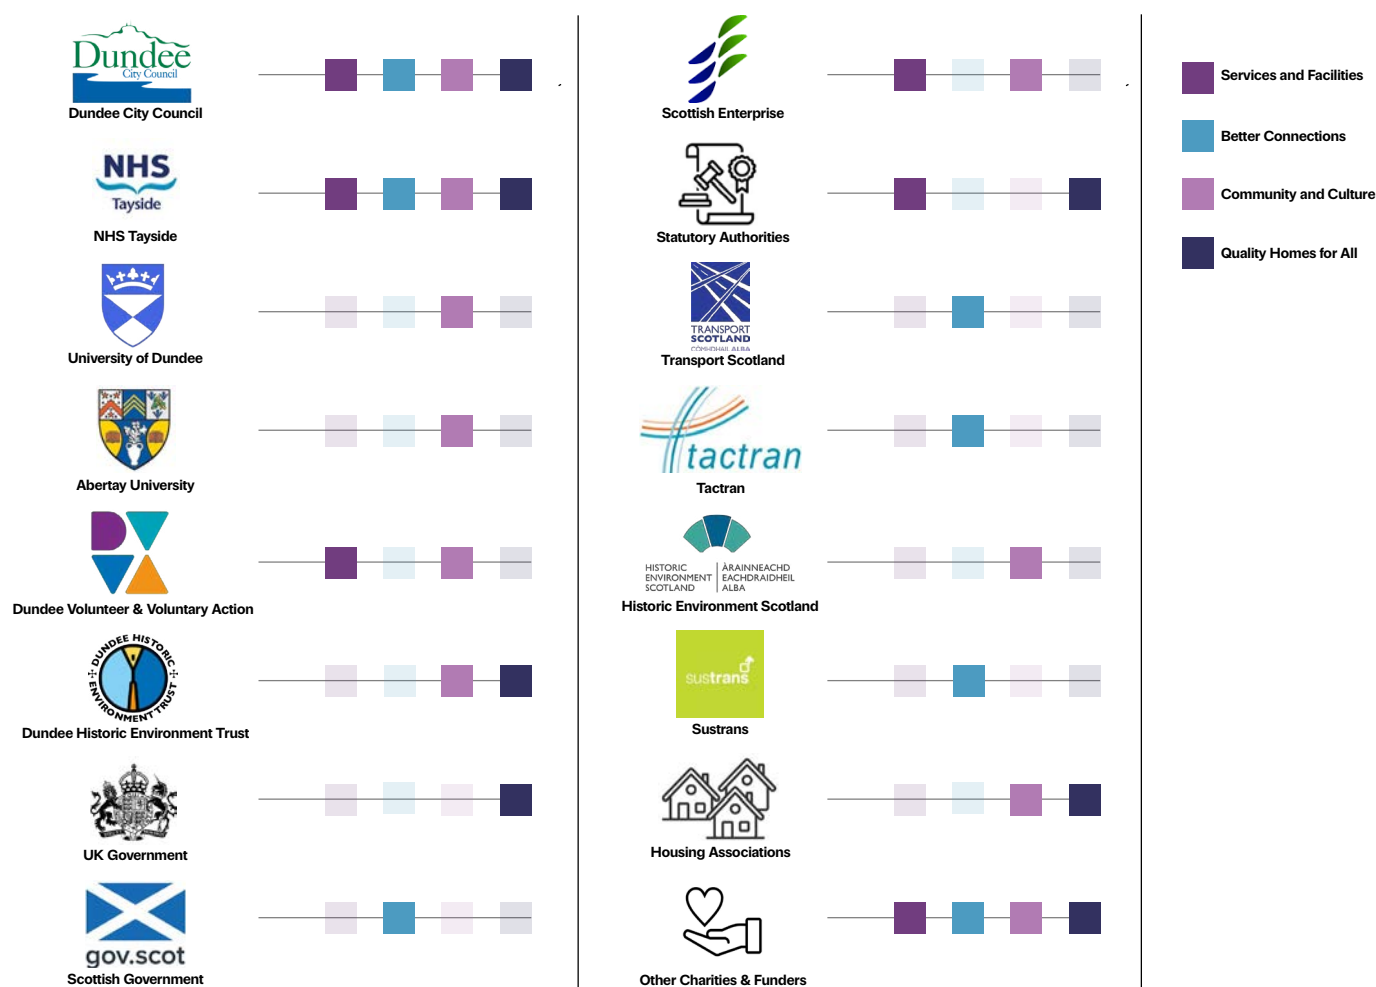 Dundee
City Council
Dundee City Council
NHS
Tayside
NHS Tayside
University of Dundee
Abertay University
Dundee Volunteer & Voluntary Action
DUNDEE HISTORIC
ENVIRONMENT TRUST
Dundee Historic Environment Trust
UK Government
gov.scot
Scottish Government
Scottish Enterprise
Statutory Authorities
TRANSPORT
SCOTLAND
CÒMHDHAIL ALBA
Transport Scotland
tactran
Tactran
HISTORIC
ENVIRONMENT
SCOTLAND
ÀRAINNEACHD
EACHDRAIDHEIL
ALBA
Historic Environment Scotland
sustrans
Sustrans
Housing Associations
Other Charities & Funders
Services and Facilities
Better Connections
Community and Culture
Quality Homes for All